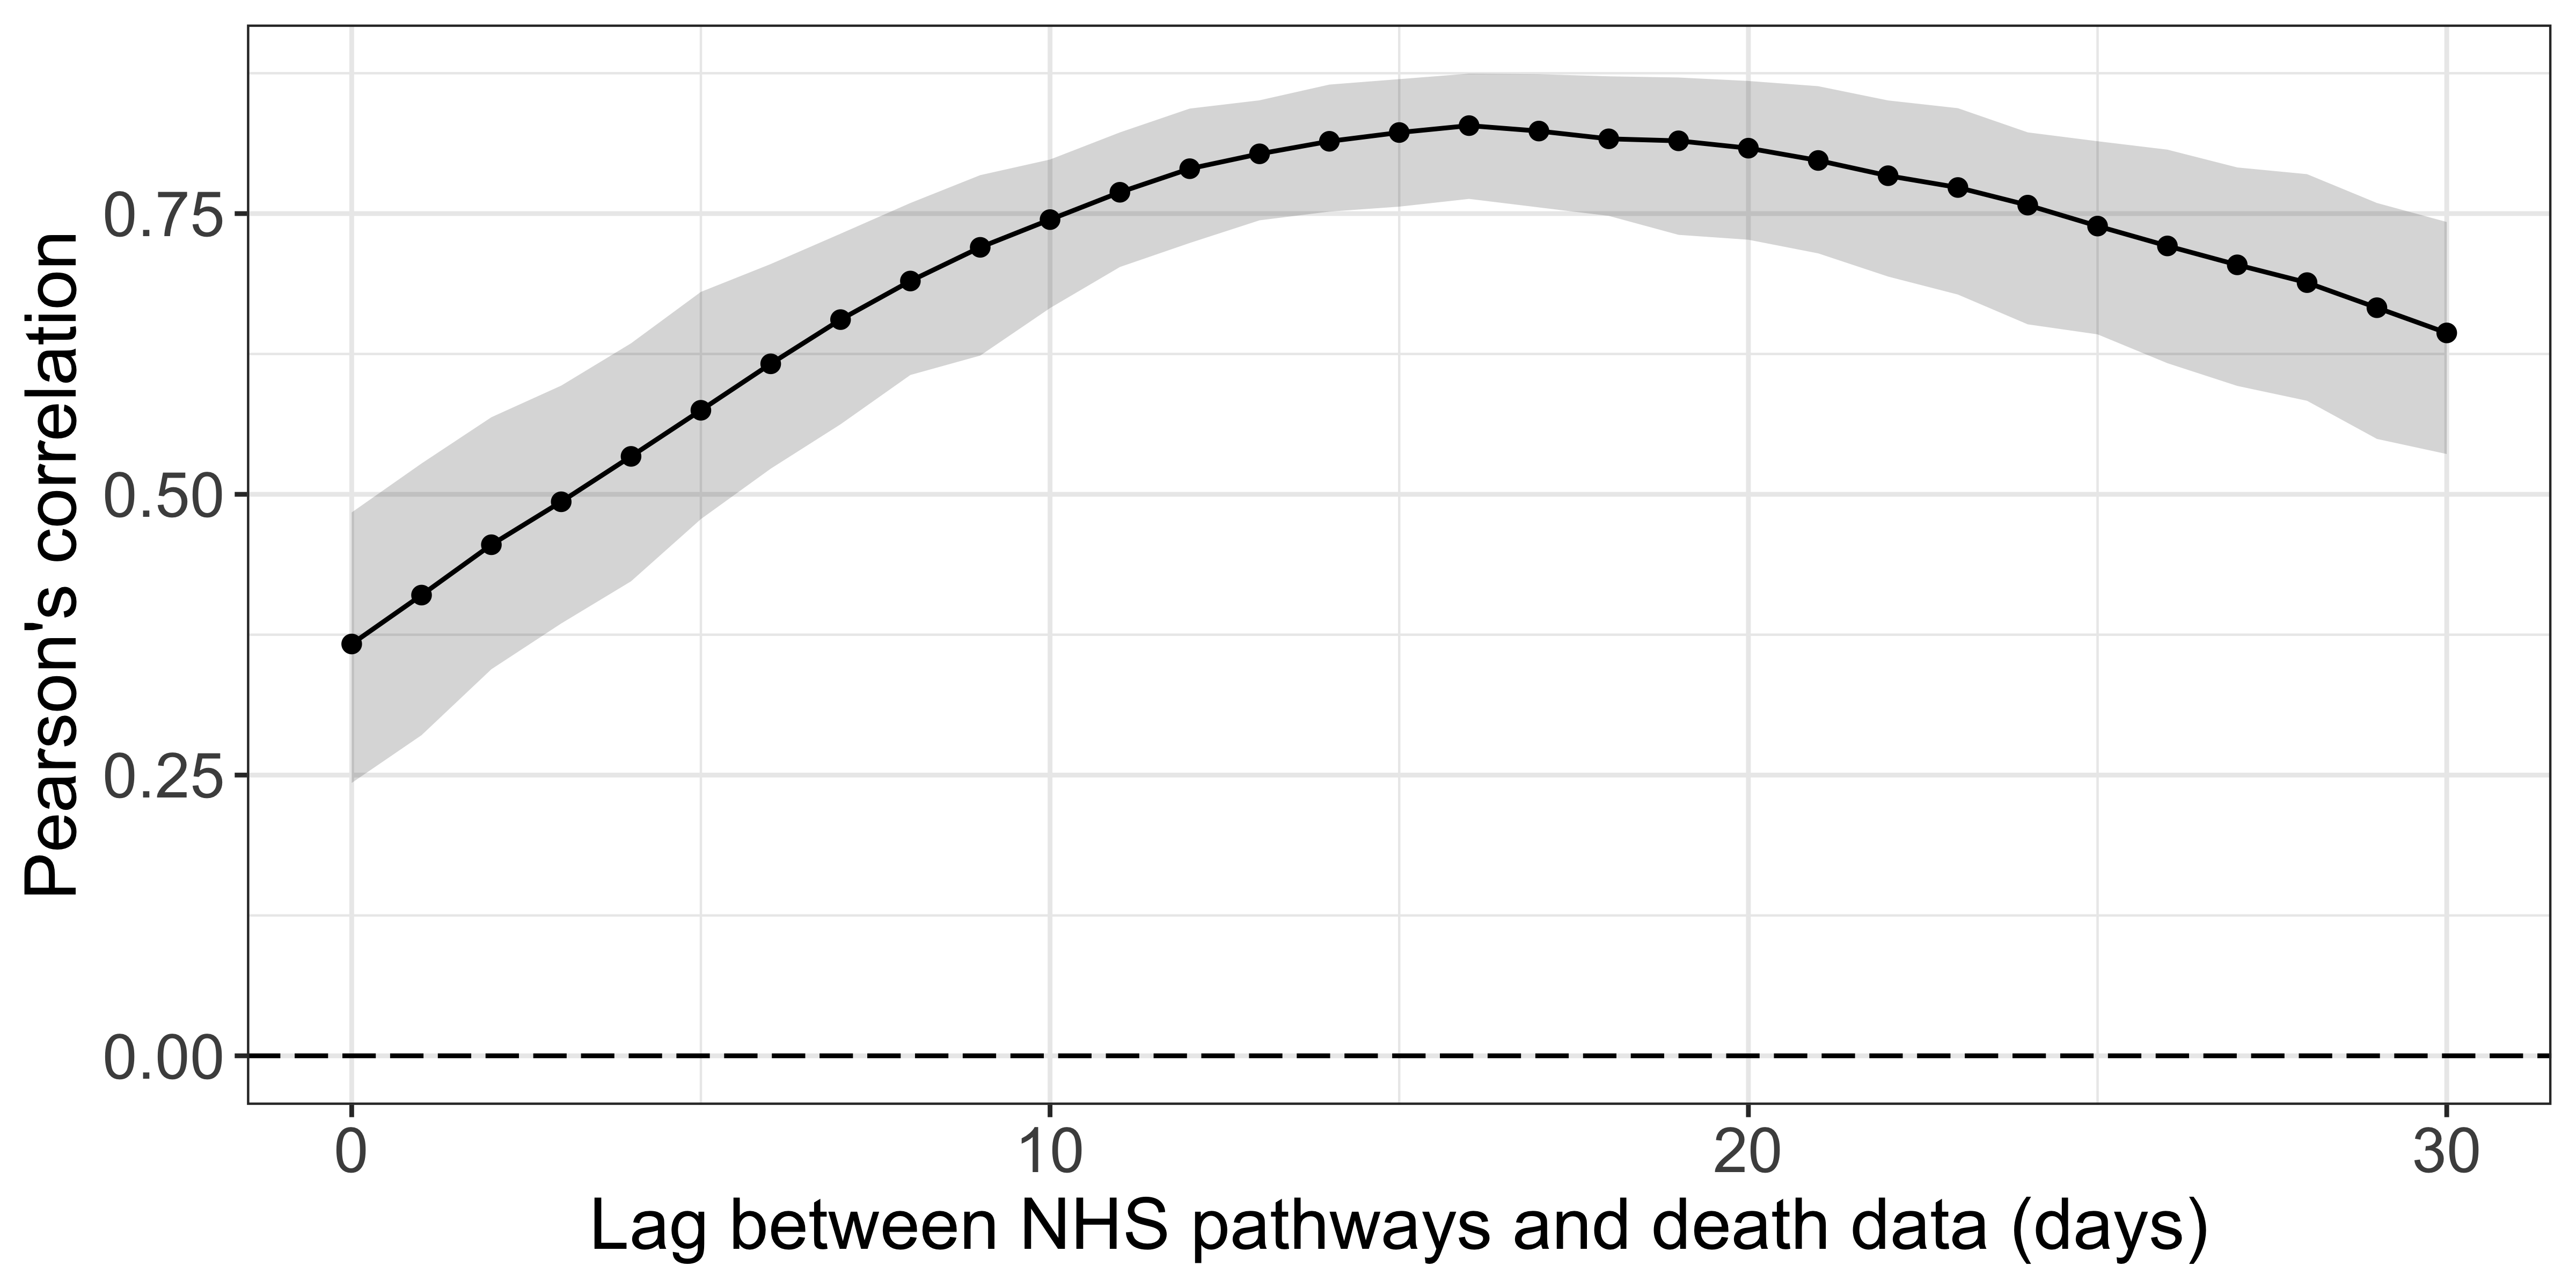 Pearson's correlation
0.75
0.50
0.25
0.00
0 10 20 30
Lag between NHS pathways and death data (days)